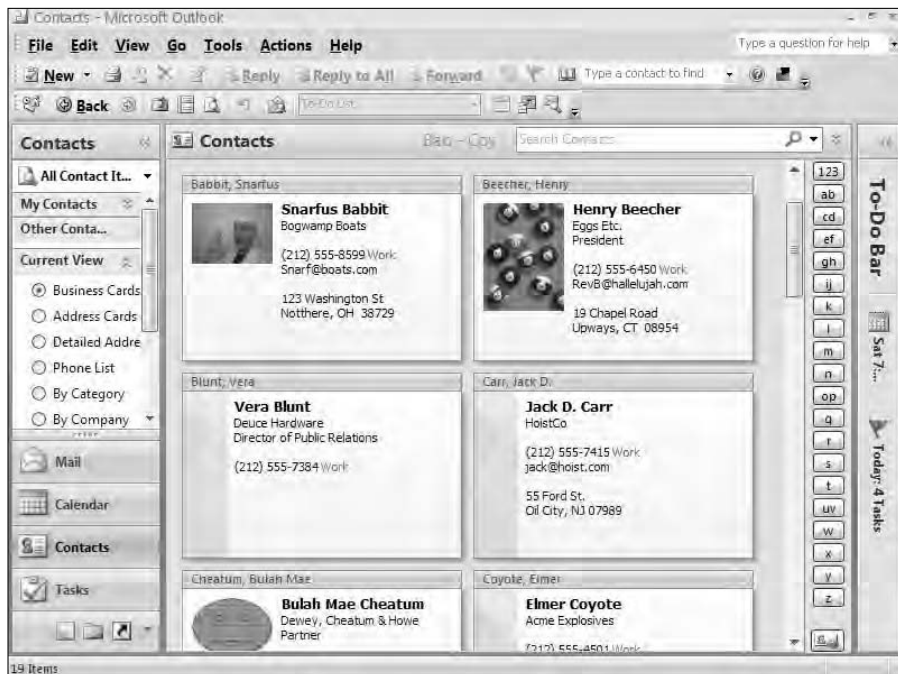 Contacts - Microsoft Outlook
File Edit View Go Tools Actions Help
Type a question for help
New Reply Reply to All Forward Type a contact to find
Back To-Do List
Contacts
All Contact It...
My Contacts
Other Conta...
Current View
Business Cards
Address Cards
Detailed Addre
Phone List
By Category
By Company
Mail
Calendar
Contacts
Tasks
Contacts Bab - Coy Search Contacts
Babbit, Snarfus
Snarfus Babbit
Bogwamp Boats
(212) 555-8599 Work
Snarf@boats.com
123 Washington St
Notthere, OH 38729
Beecher, Henry
Henry Beecher
Eggs Etc.
President
(212) 555-6450 Work
RevB@hallelujah.com
19 Chapel Road
Upways, CT 08954
Blunt, Vera
Vera Blunt
Deuce Hardware
Director of Public Relations
(212) 555-7384 Work
Carr, Jack D.
Jack D. Carr
HoistCo
(212) 555-7415 Work
jack@hoist.com
55 Ford St.
Oil City, NJ 07989
Cheatum, Bulah Mae
Bulah Mae Cheatum
Dewey, Cheatum & Howe
Partner
Coyote, Elmer
Elmer Coyote
Acme Explosives
(212) 555-4501 Work
123
ab
cd
ef
gh
ij
k
l
m
n
op
q
r
s
t
uv
w
x
y
z
To-Do Bar
Sat 7:...
Today: 4 Tasks
19 Items